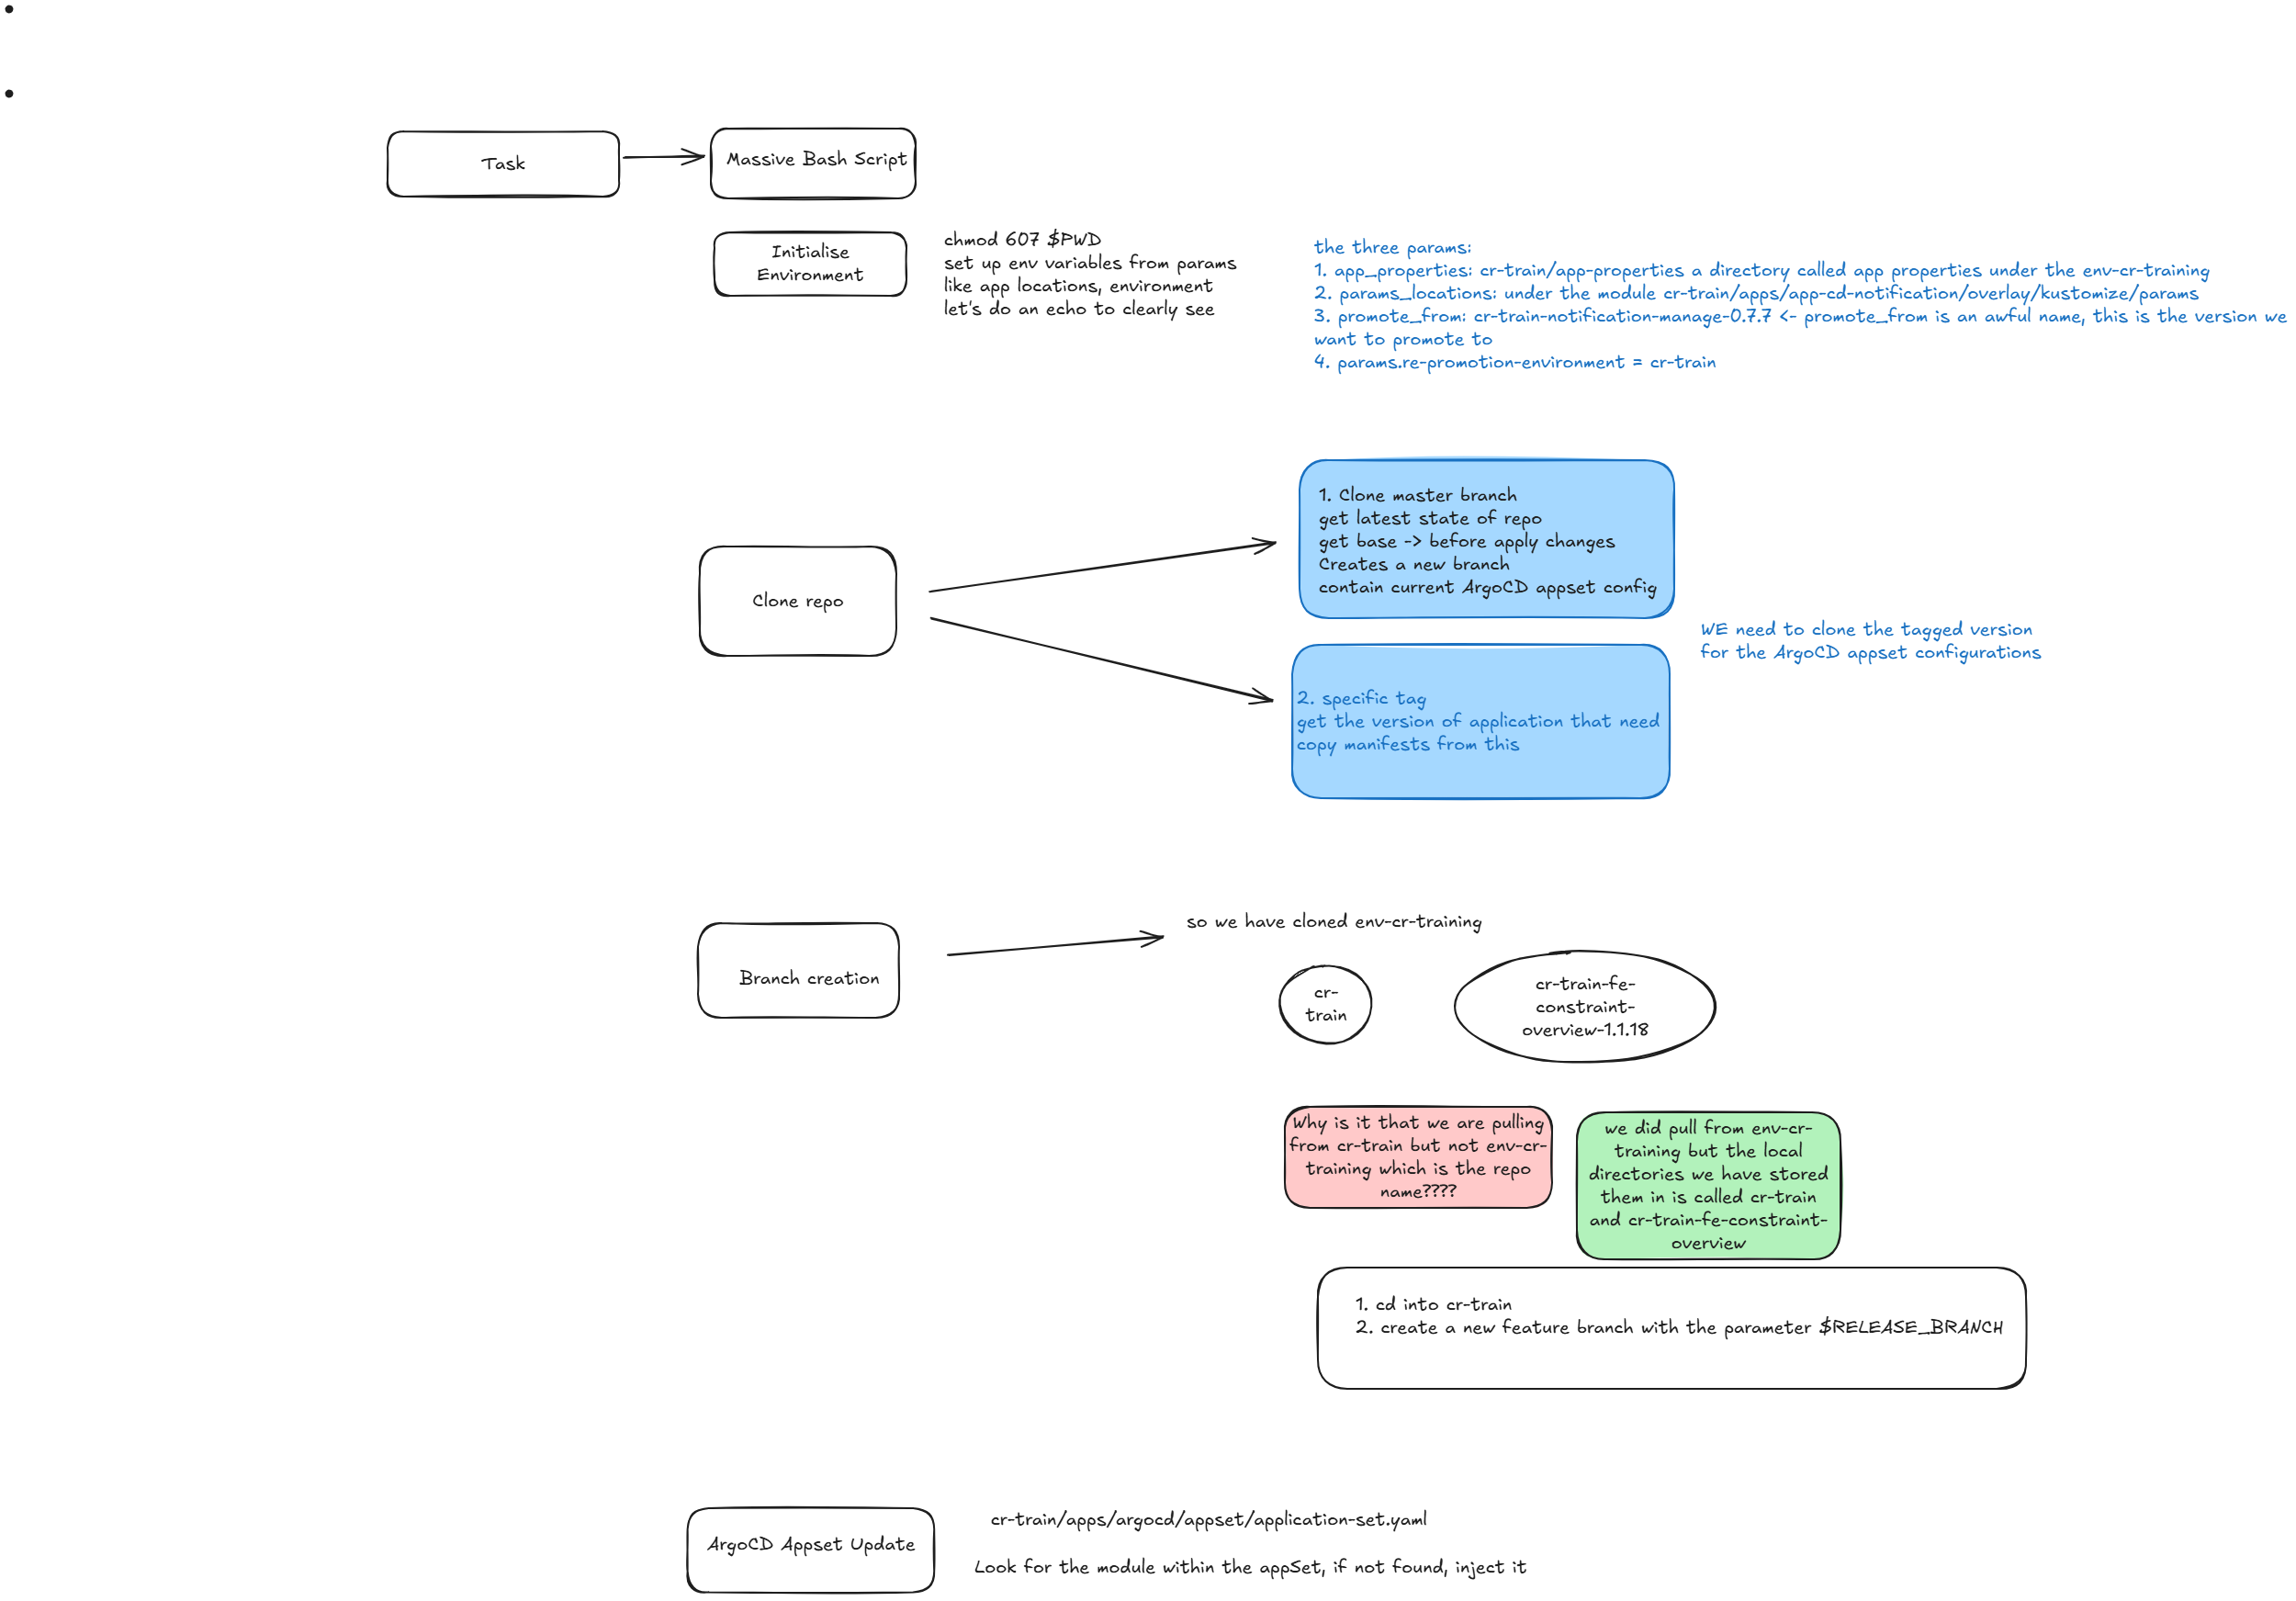 Task
Massive Bash Script
Initialise
Environment
chmod 607 $PWD
set up env variables from params
like app locations, environment
let's do an echo to clearly see
the three params:
1. app_properties: cr-train/app-properties a directory called app properties under the env-cr-training
2. params_locations: under the module cr-train/apps/app-cd-notification/overlay/kustomize/params
3. promote_from: cr-train-notification-manage-0.7.7 <- promote_from is an awful name, this is the version we
want to promote to
4. params.re-promotion-environment = cr-train
Clone repo
1. Clone master branch
get latest state of repo
get base -> before apply changes
Creates a new branch
contain current ArgoCD appset config
WE need to clone the tagged version
for the ArgoCD appset configurations
2. specific tag
get the version of application that need
copy manifests from this
Branch creation
so we have cloned env-cr-training
cr-
train
cr-train-fe-
constraint-
overview-1.1.18
Why is it that we are pulling
from cr-train but not env-cr-
training which is the repo
name????
we did pull from env-cr-
training but the local
directories we have stored
them in is called cr-train
and cr-train-fe-constraint-
overview
1. cd into cr-train
2. create a new feature branch with the parameter $RELEASE_BRANCH
ArgoCD Appset Update
cr-train/apps/argocd/appset/application-set.yaml
Look for the module within the appSet, if not found, inject it